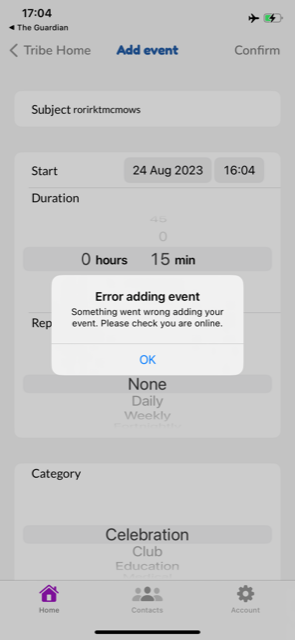 17:04
The Guardian
Tribe Home
Add event
Confirm
Subject rorirktmcmows
Start 24 Aug 2023 16:04
Duration
45
0
0 hours 15 min
Error adding event
Something went wrong adding your
event. Please check you are online.
OK
Rep
None
Daily
Weekly
Category
Celebration
Club
Education
Home
Contacts
Account